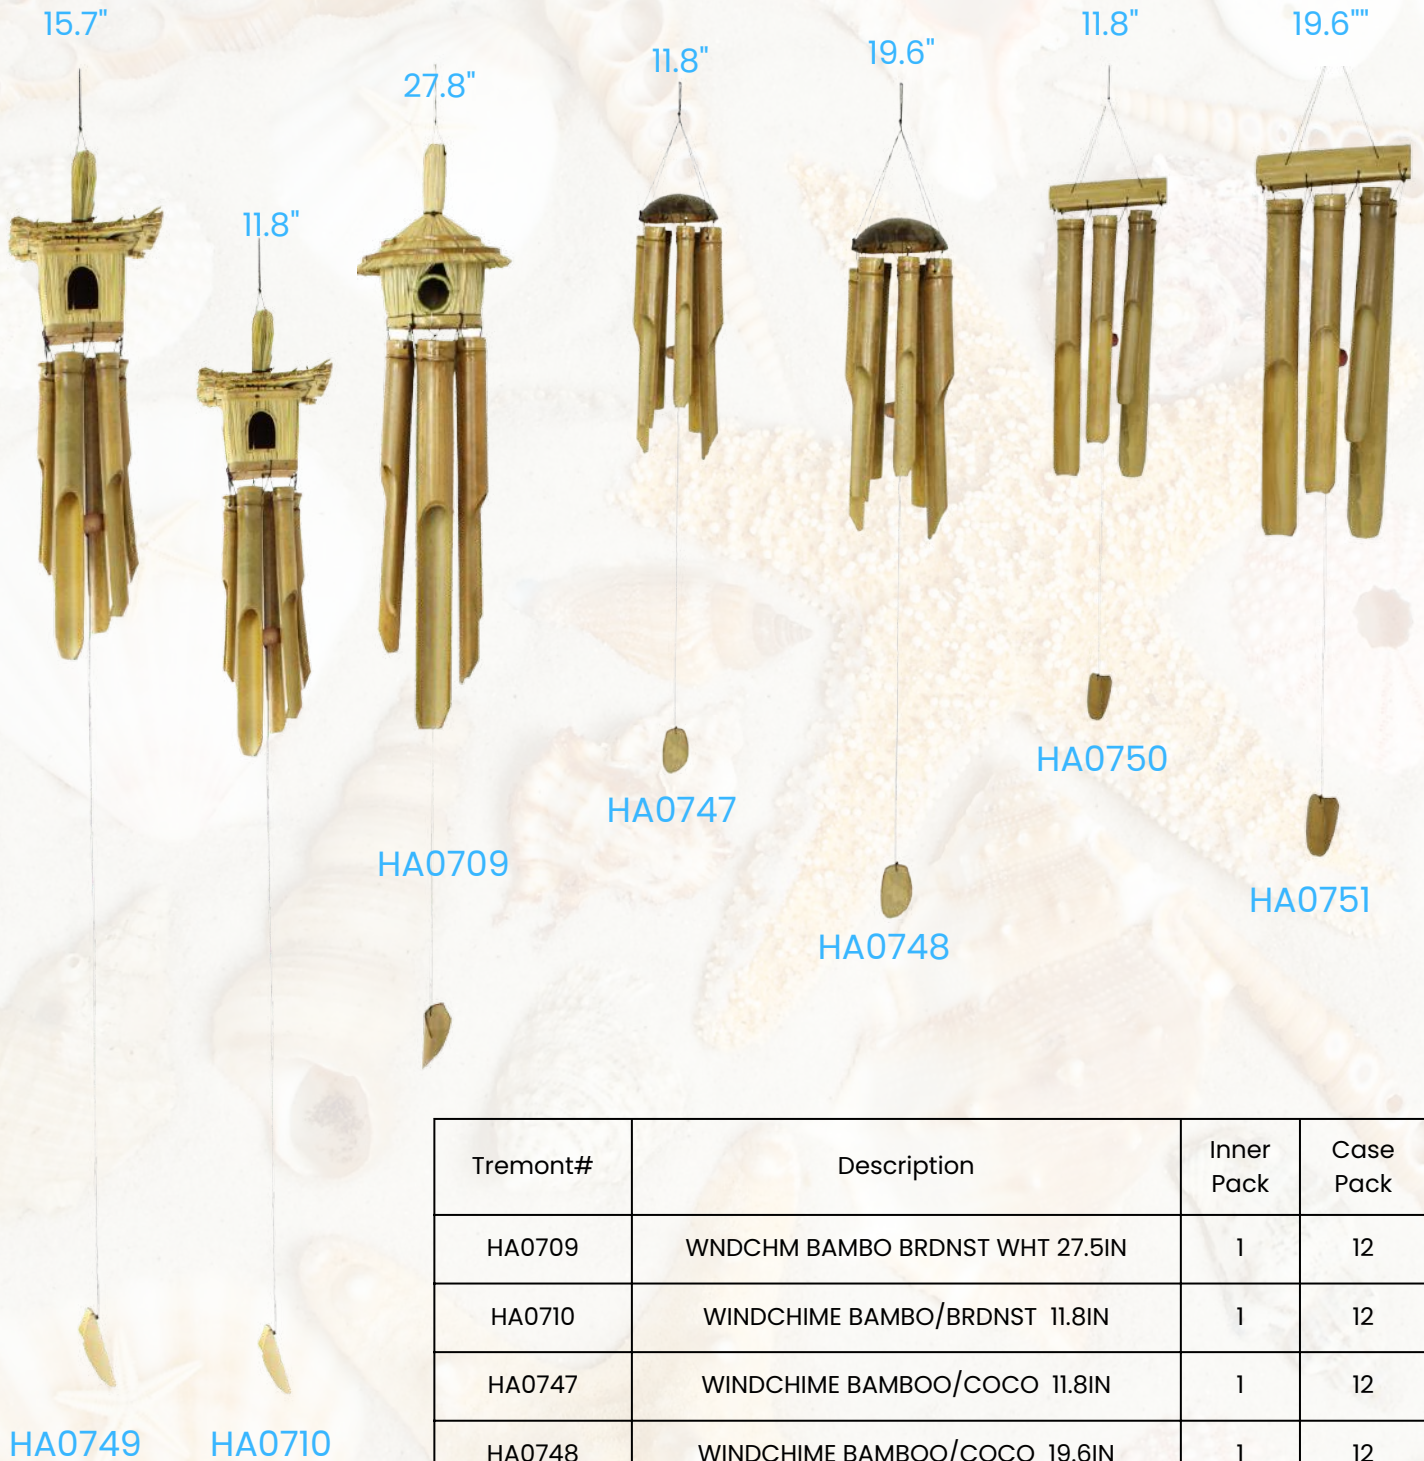 15.7"
11.8"
27.8"
11.8"
19.6"
11.8"
19.6""
HA0747
HA0750
HA0709
HA0751
HA0748
Tremont# Description Inner Pack Case Pack
HA0709 WNDCHM BAMBO BRDNST WHT 27.5IN 1 12
HA0710 WINDCHIME BAMBO/BRDNST 11.8IN 1 12
HA0747 WINDCHIME BAMBOO/COCO 11.8IN 1 12
HA0748 WINDCHIME BAMBOO/COCO 19.6IN 1 12
HA0749 HA0710